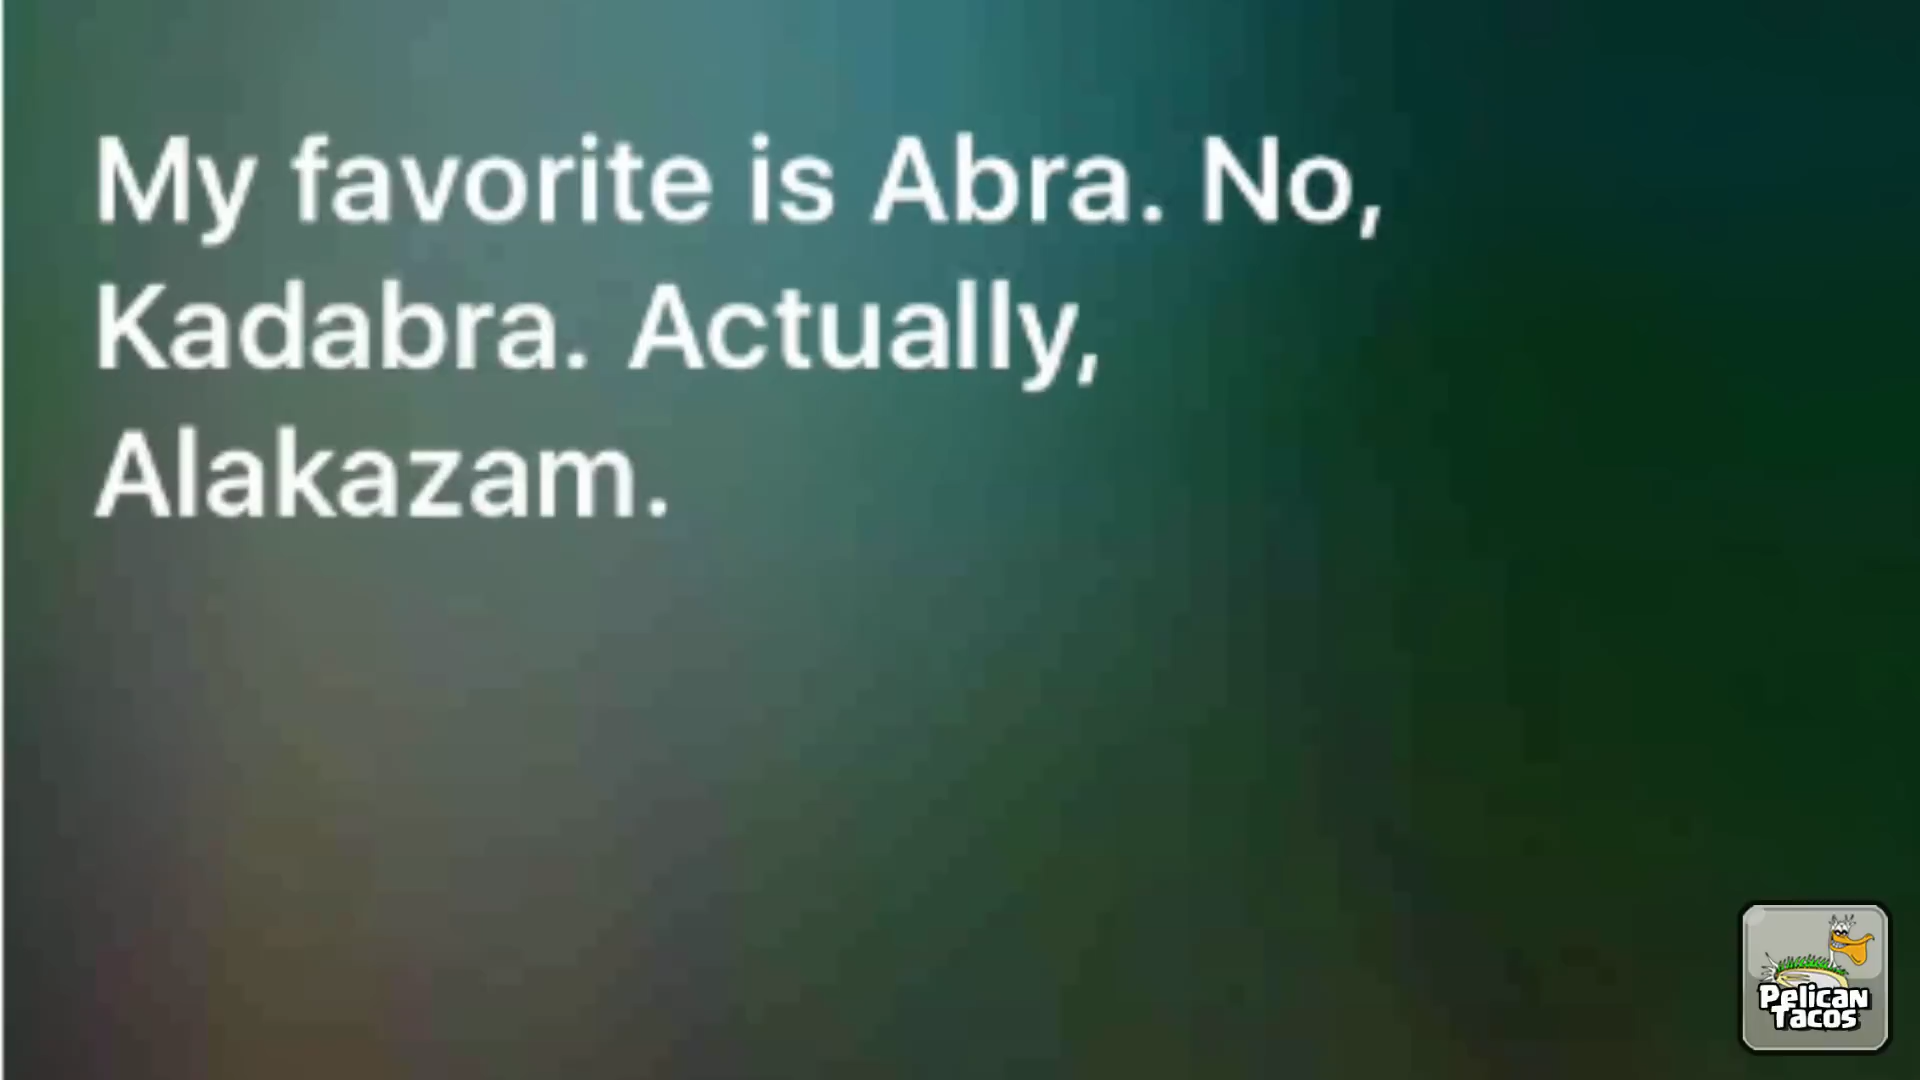 My favorite is Abra. No,
Kadabra. Actually,
Alakazam.
Pelican
Tacos